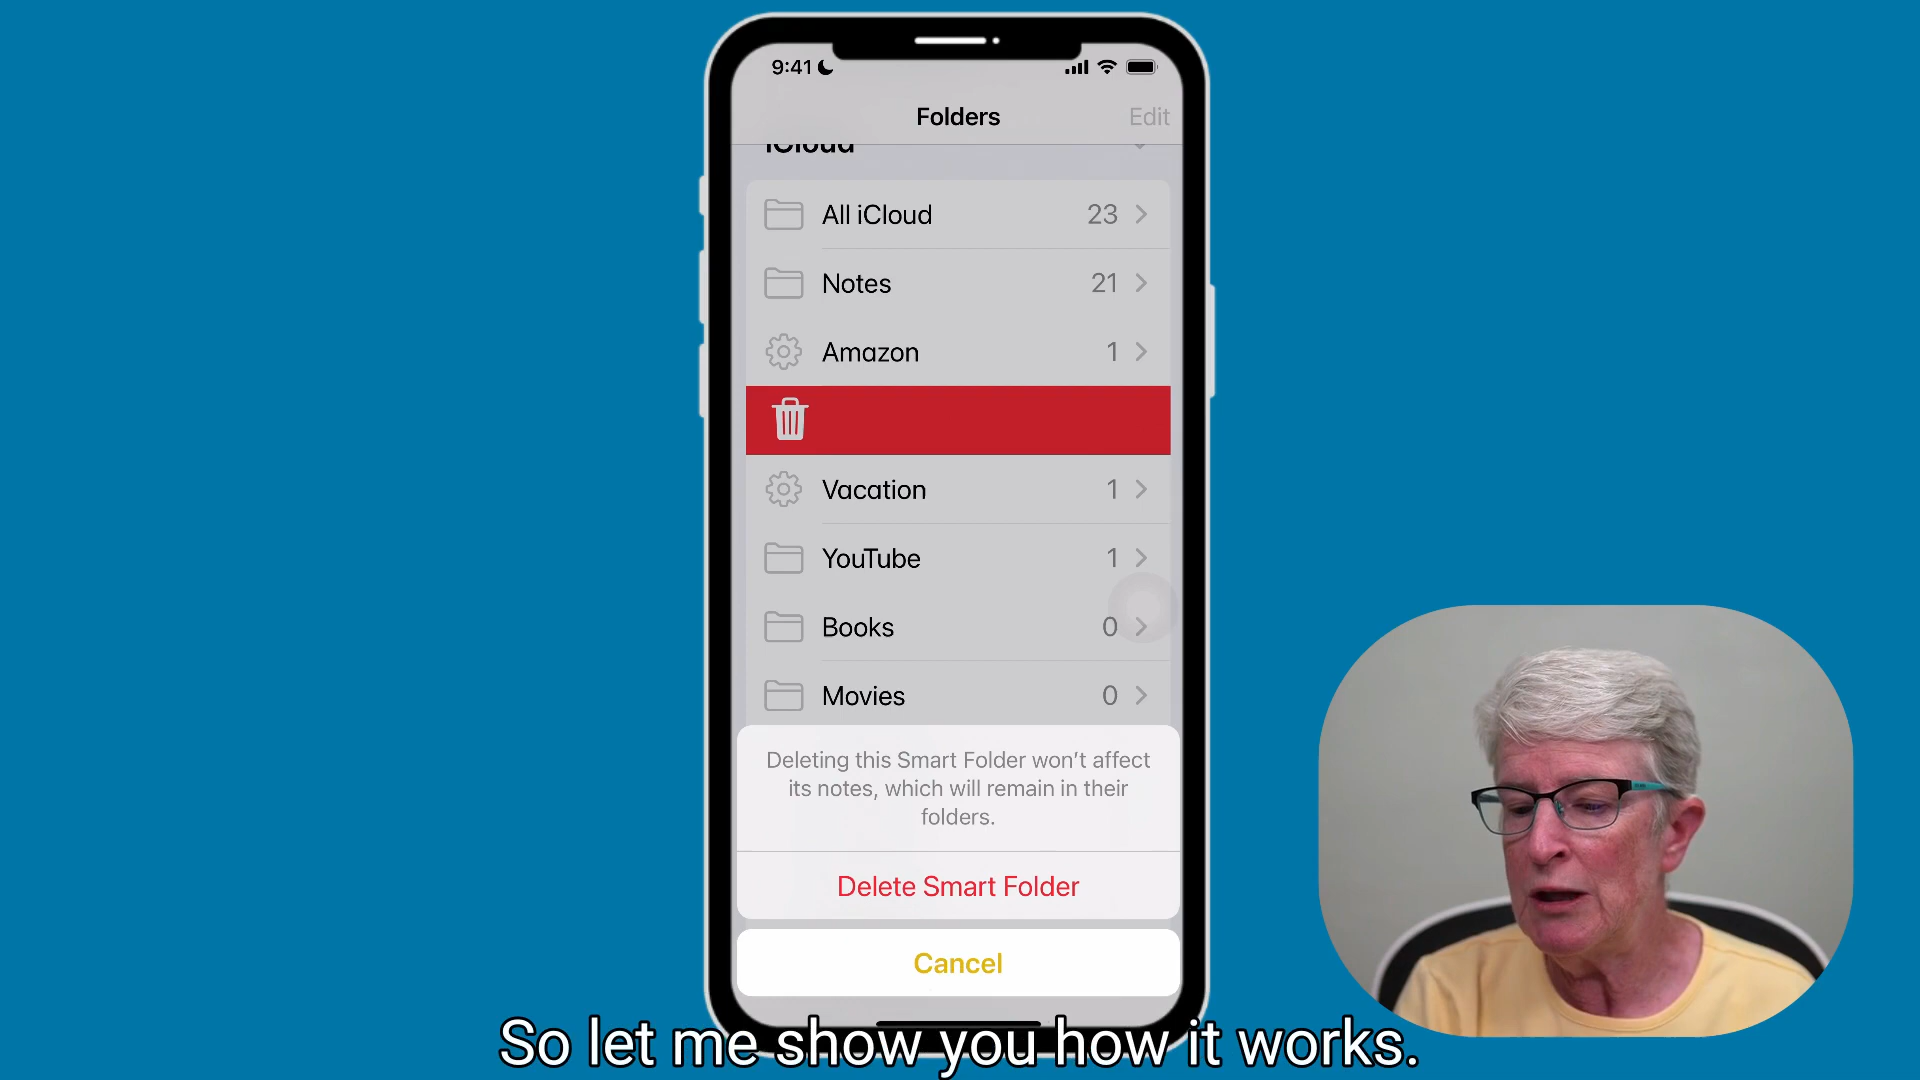 9:41
Folders
Edit
iCloud
All iCloud 23
Notes 21
Amazon 1
Vacation 1
YouTube 1
Books 0
Movies 0
Deleting this Smart Folder won't affect
its notes, which will remain in their
folders.
Delete Smart Folder
Cancel
So let me show you how it works.